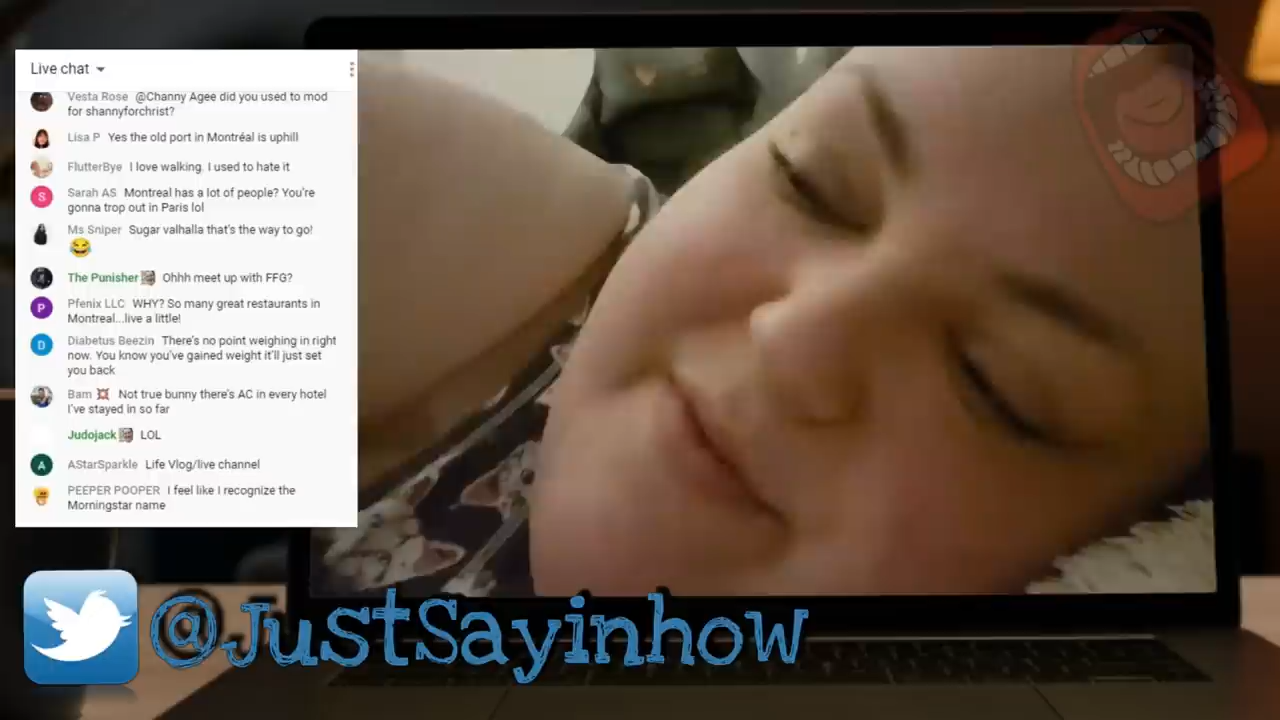 Live chat
Vesta Rose @Channy Agee did you used to mod
for shannyforchrist?
Lisa P Yes the old port in Montréal is uphill
FlutterBye I love walking. I used to hate it
S Sarah AS Montreal has a lot of people? You're
gonna trop out in Paris lol
Ms Sniper Sugar valhalla that's the way to go!
😂
The Punisher Ohhh meet up with FFG?
P Pfenix LLC WHY? So many great restaurants in
Montreal...live a little!
D Diabetus Beezin There's no point weighing in right
now. You know you've gained weight it'll just set
you back
Bam 💢 Not true bunny there's AC in every hotel
I've stayed in so far
Judojack LOL
A AStarSparkle Life Vlog/live channel
PEEPER POOPER I feel like I recognize the
Morningstar name
@JustSayinhow